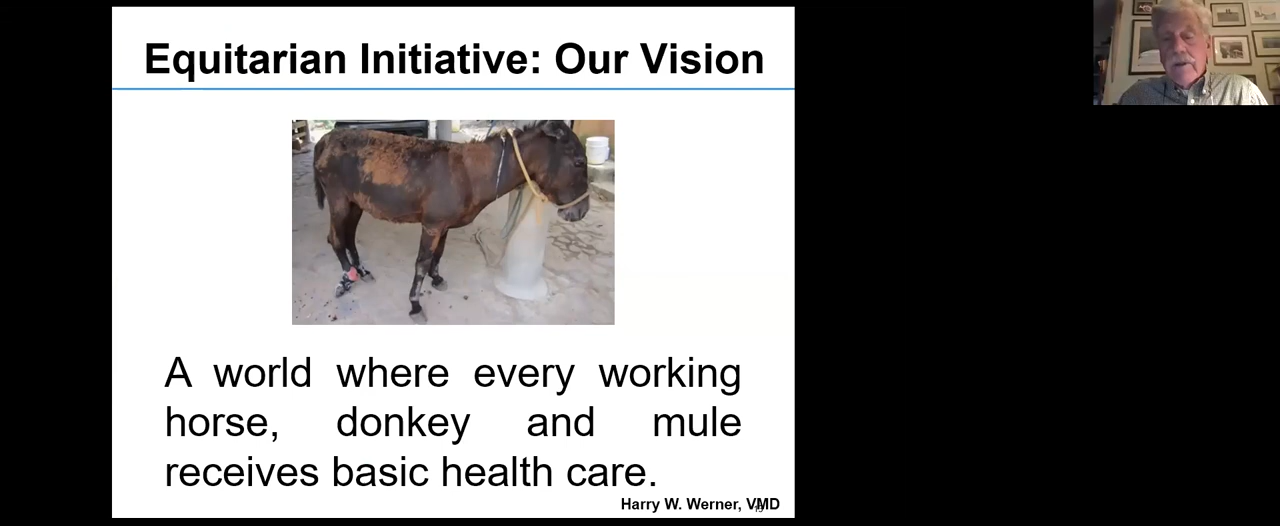 Equitarian Initiative: Our Vision
A world where every working
horse, donkey and mule
receives basic health care.
Harry W. Werner, VMD